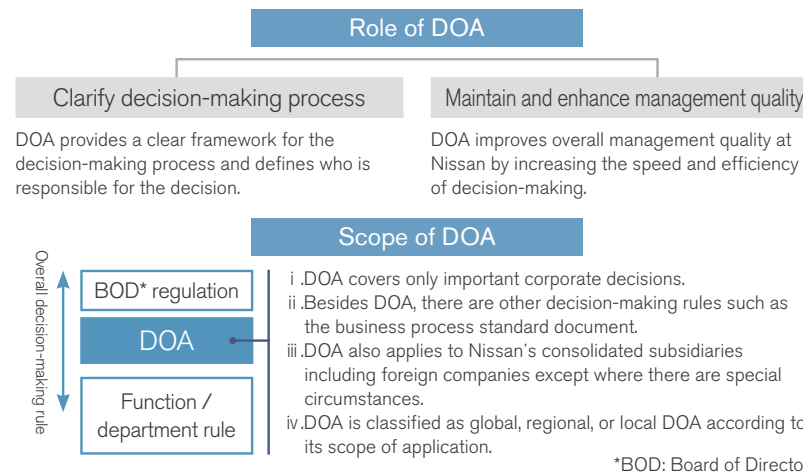 Role of DOA
Clarify decision-making process
DOA provides a clear framework for the
decision-making process and defines who is
responsible for the decision.
Maintain and enhance management quality
DOA improves overall management quality at
Nissan by increasing the speed and efficiency
of decision-making.
Scope of DOA
Overall decision-making rule
BOD* regulation
DOA
Function /
department rule
i .DOA covers only important corporate decisions.
ii .Besides DOA, there are other decision-making rules such as
the business process standard document.
iii .DOA also applies to Nissan's consolidated subsidiaries
including foreign companies except where there are special
circumstances.
iv .DOA is classified as global, regional, or local DOA according to
its scope of application.
*BOD: Board of Directo